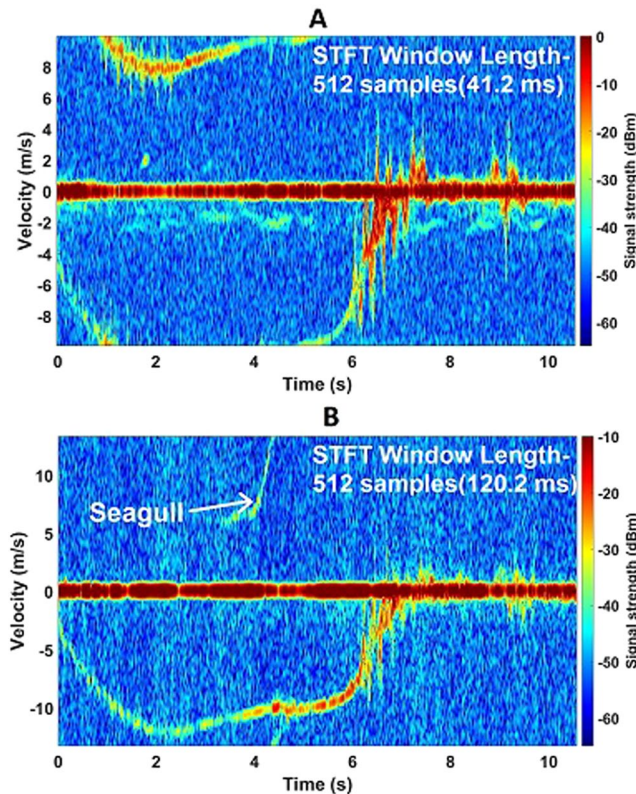 A
STFT Window Length-
512 samples(41.2 ms)
8
6
4
2
0
-2
-4
-6
-8
Velocity (m/s)
0 2 4 6 8 10
Time (s)
0
-10
-20
-30
-40
-50
-60
Signal strength (dBm)
B
STFT Window Length-
512 samples(120.2 ms)
Seagull
10
5
0
-5
-10
Velocity (m/s)
0 2 4 6 8 10
Time (s)
-10
-20
-30
-40
-50
-60
Signal strength (dBm)